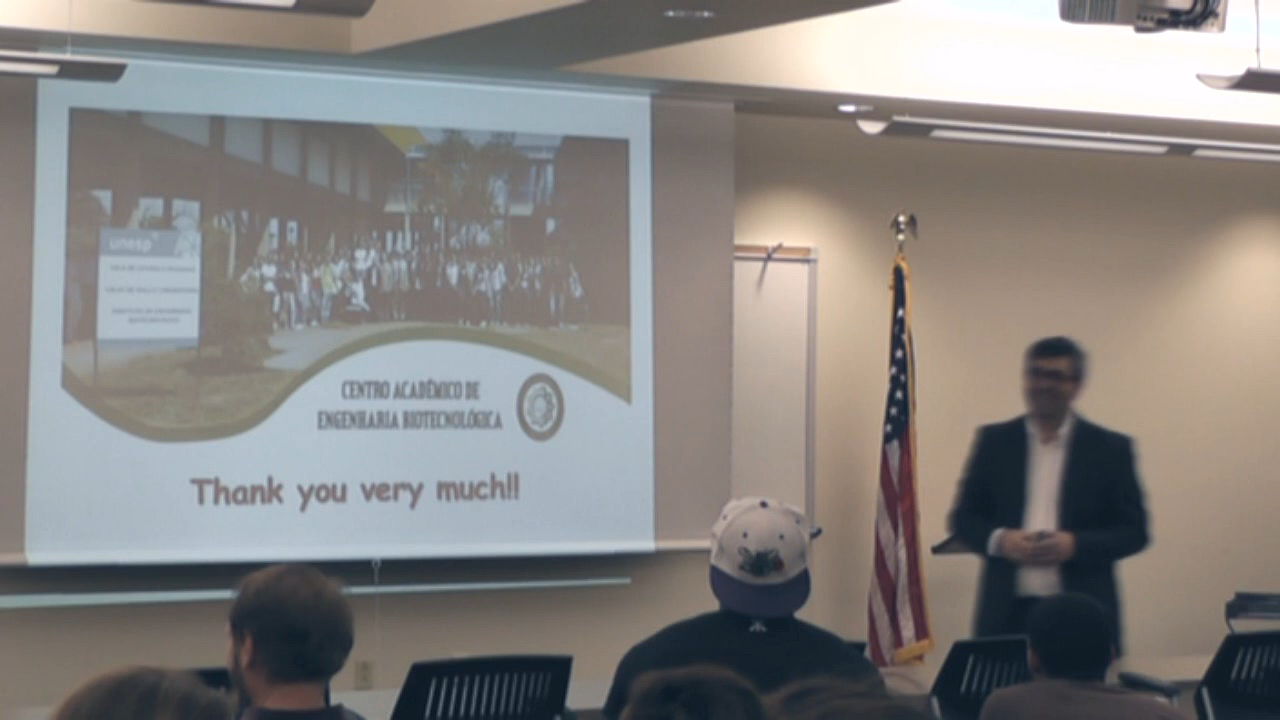 unesp
CENTRO ACADÊMICO DE
ENGENHARIA BIOTECNOLÓGICA
Thank you very much!!